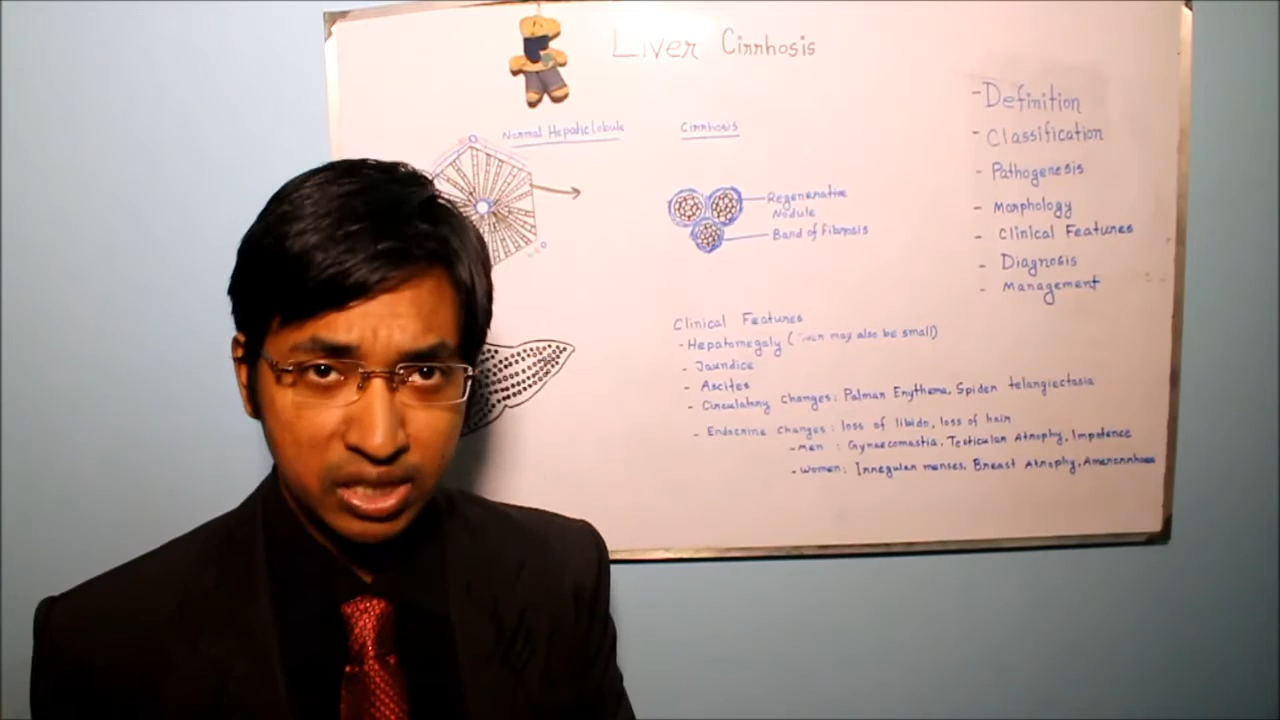 Liver Cirrhosis
Normal Hepatic Lobule
Cirrhosis
Regenerative
Nodule
Band of Fibrosis
- Definition
- Classification
- Pathogenesis
- Morphology
- Clinical Features
- Diagnosis
- Management
Clinical Features
- Hepatomegaly ( may also be small)
- Jaundice
- Ascites
- Circulatory Changes: Palmar Erythema, Spider telangiectasia
- Endocrine changes: loss of libido, loss of hair
- men : Gynaecomastia, Testicular Atrophy, Impotence
- women: Irregular menses, Breast Atrophy, Amenorrhoea